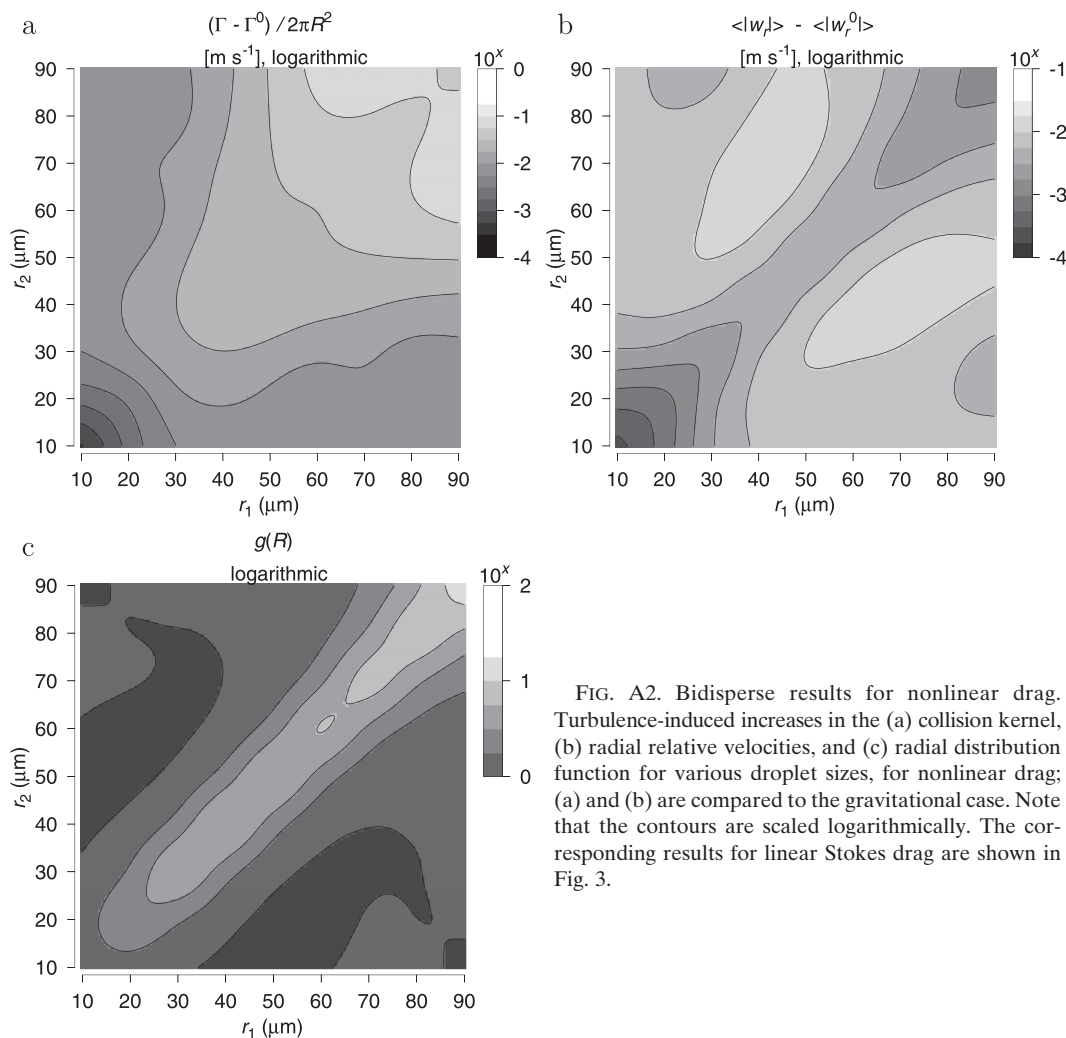 a
(Γ - Γ⁰) / 2πR²
[m s⁻¹], logarithmic
10ˣ
90
80
70
60
50
40
30
20
10
r₂ (μm)
10 20 30 40 50 60 70 80 90
r₁ (μm)
0
-1
-2
-3
-4
b
<|wᵣ|> - <|wᵣ⁰|>
[m s⁻¹], logarithmic
10ˣ
90
80
70
60
50
40
30
20
10
r₂ (μm)
10 20 30 40 50 60 70 80 90
r₁ (μm)
-1
-2
-3
-4
c
g(R)
logarithmic
10ˣ
90
80
70
60
50
40
30
20
10
r₂ (μm)
10 20 30 40 50 60 70 80 90
r₁ (μm)
2
1
0
FIG. A2. Bidisperse results for nonlinear drag.
Turbulence-induced increases in the (a) collision kernel,
(b) radial relative velocities, and (c) radial distribution
function for various droplet sizes, for nonlinear drag;
(a) and (b) are compared to the gravitational case. Note
that the contours are scaled logarithmically. The cor-
responding results for linear Stokes drag are shown in
Fig. 3.